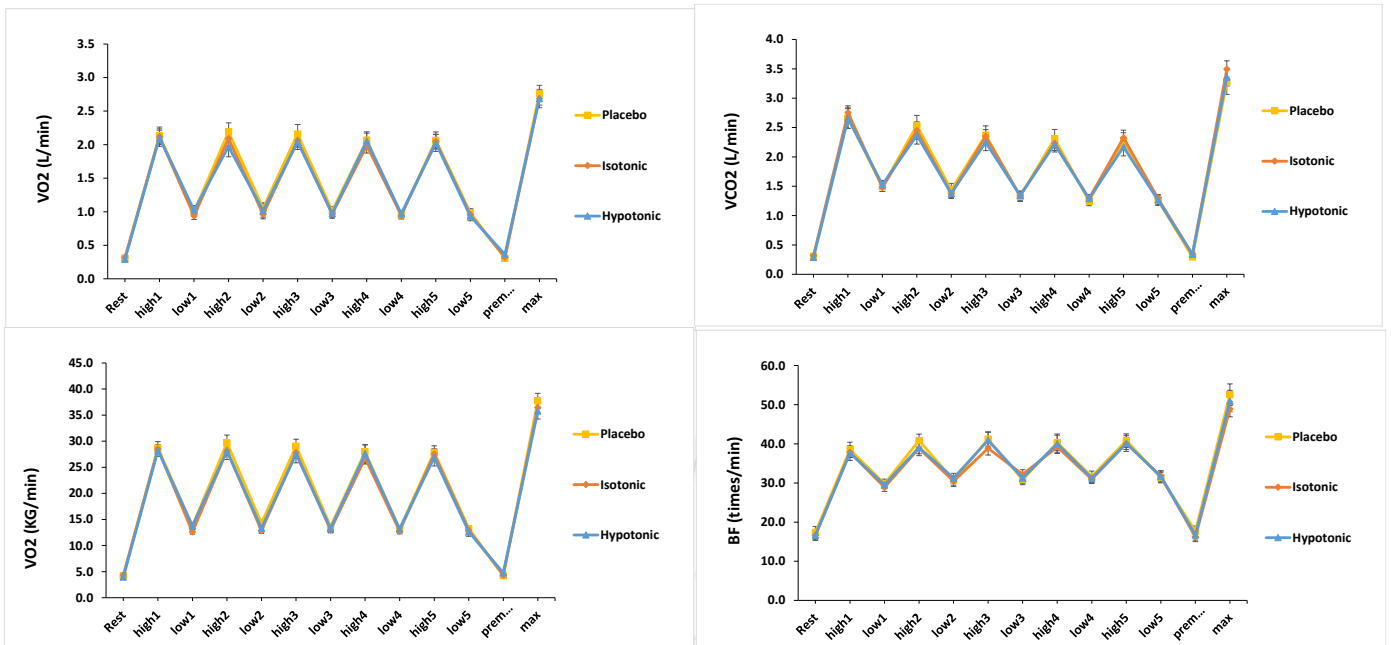 VO2 (L/min)
3.5
3.0
2.5
2.0
1.5
1.0
0.5
0.0
Rest
high1
low1
high2
low2
high3
low3
high4
low4
high5
low5
prem...
max
Placebo
Isotonic
Hypotonic
VCO2 (L/min)
4.0
3.5
3.0
2.5
2.0
1.5
1.0
0.5
0.0
Rest
high1
low1
high2
low2
high3
low3
high4
low4
high5
low5
prem...
max
Placebo
Isotonic
Hypotonic
VO2 (KG/min)
45.0
40.0
35.0
30.0
25.0
20.0
15.0
10.0
5.0
0.0
Rest
high1
low1
high2
low2
high3
low3
high4
low4
high5
low5
prem...
max
Placebo
Isotonic
Hypotonic
BF (times/min)
60.0
50.0
40.0
30.0
20.0
10.0
0.0
Rest
high1
low1
high2
low2
high3
low3
high4
low4
high5
low5
prem...
max
Placebo
Isotonic
Hypotonic